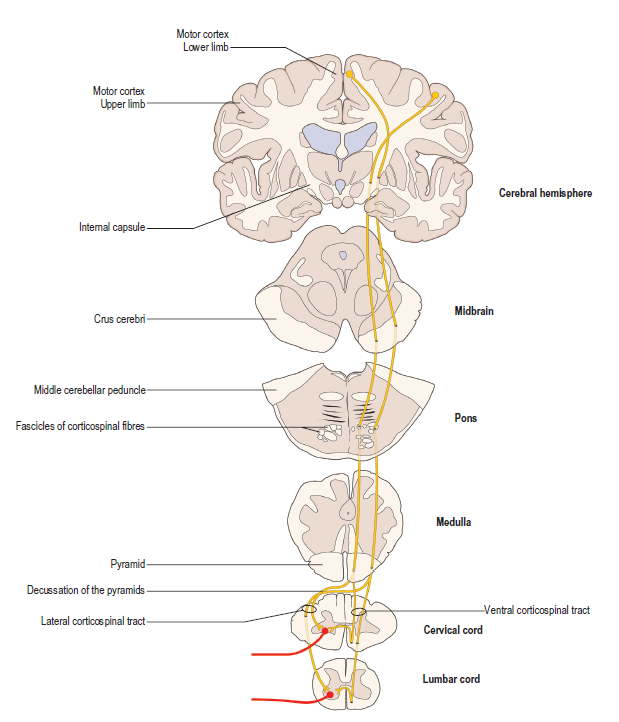 Motor cortex
Lower limb
Motor cortex
Upper limb
Cerebral hemisphere
Internal capsule
Midbrain
Crus cerebri
Middle cerebellar peduncle
Pons
Fascicles of corticospinal fibres
Medulla
Pyramid
Decussation of the pyramids
Ventral corticospinal tract
Lateral corticospinal tract
Cervical cord
Lumbar cord